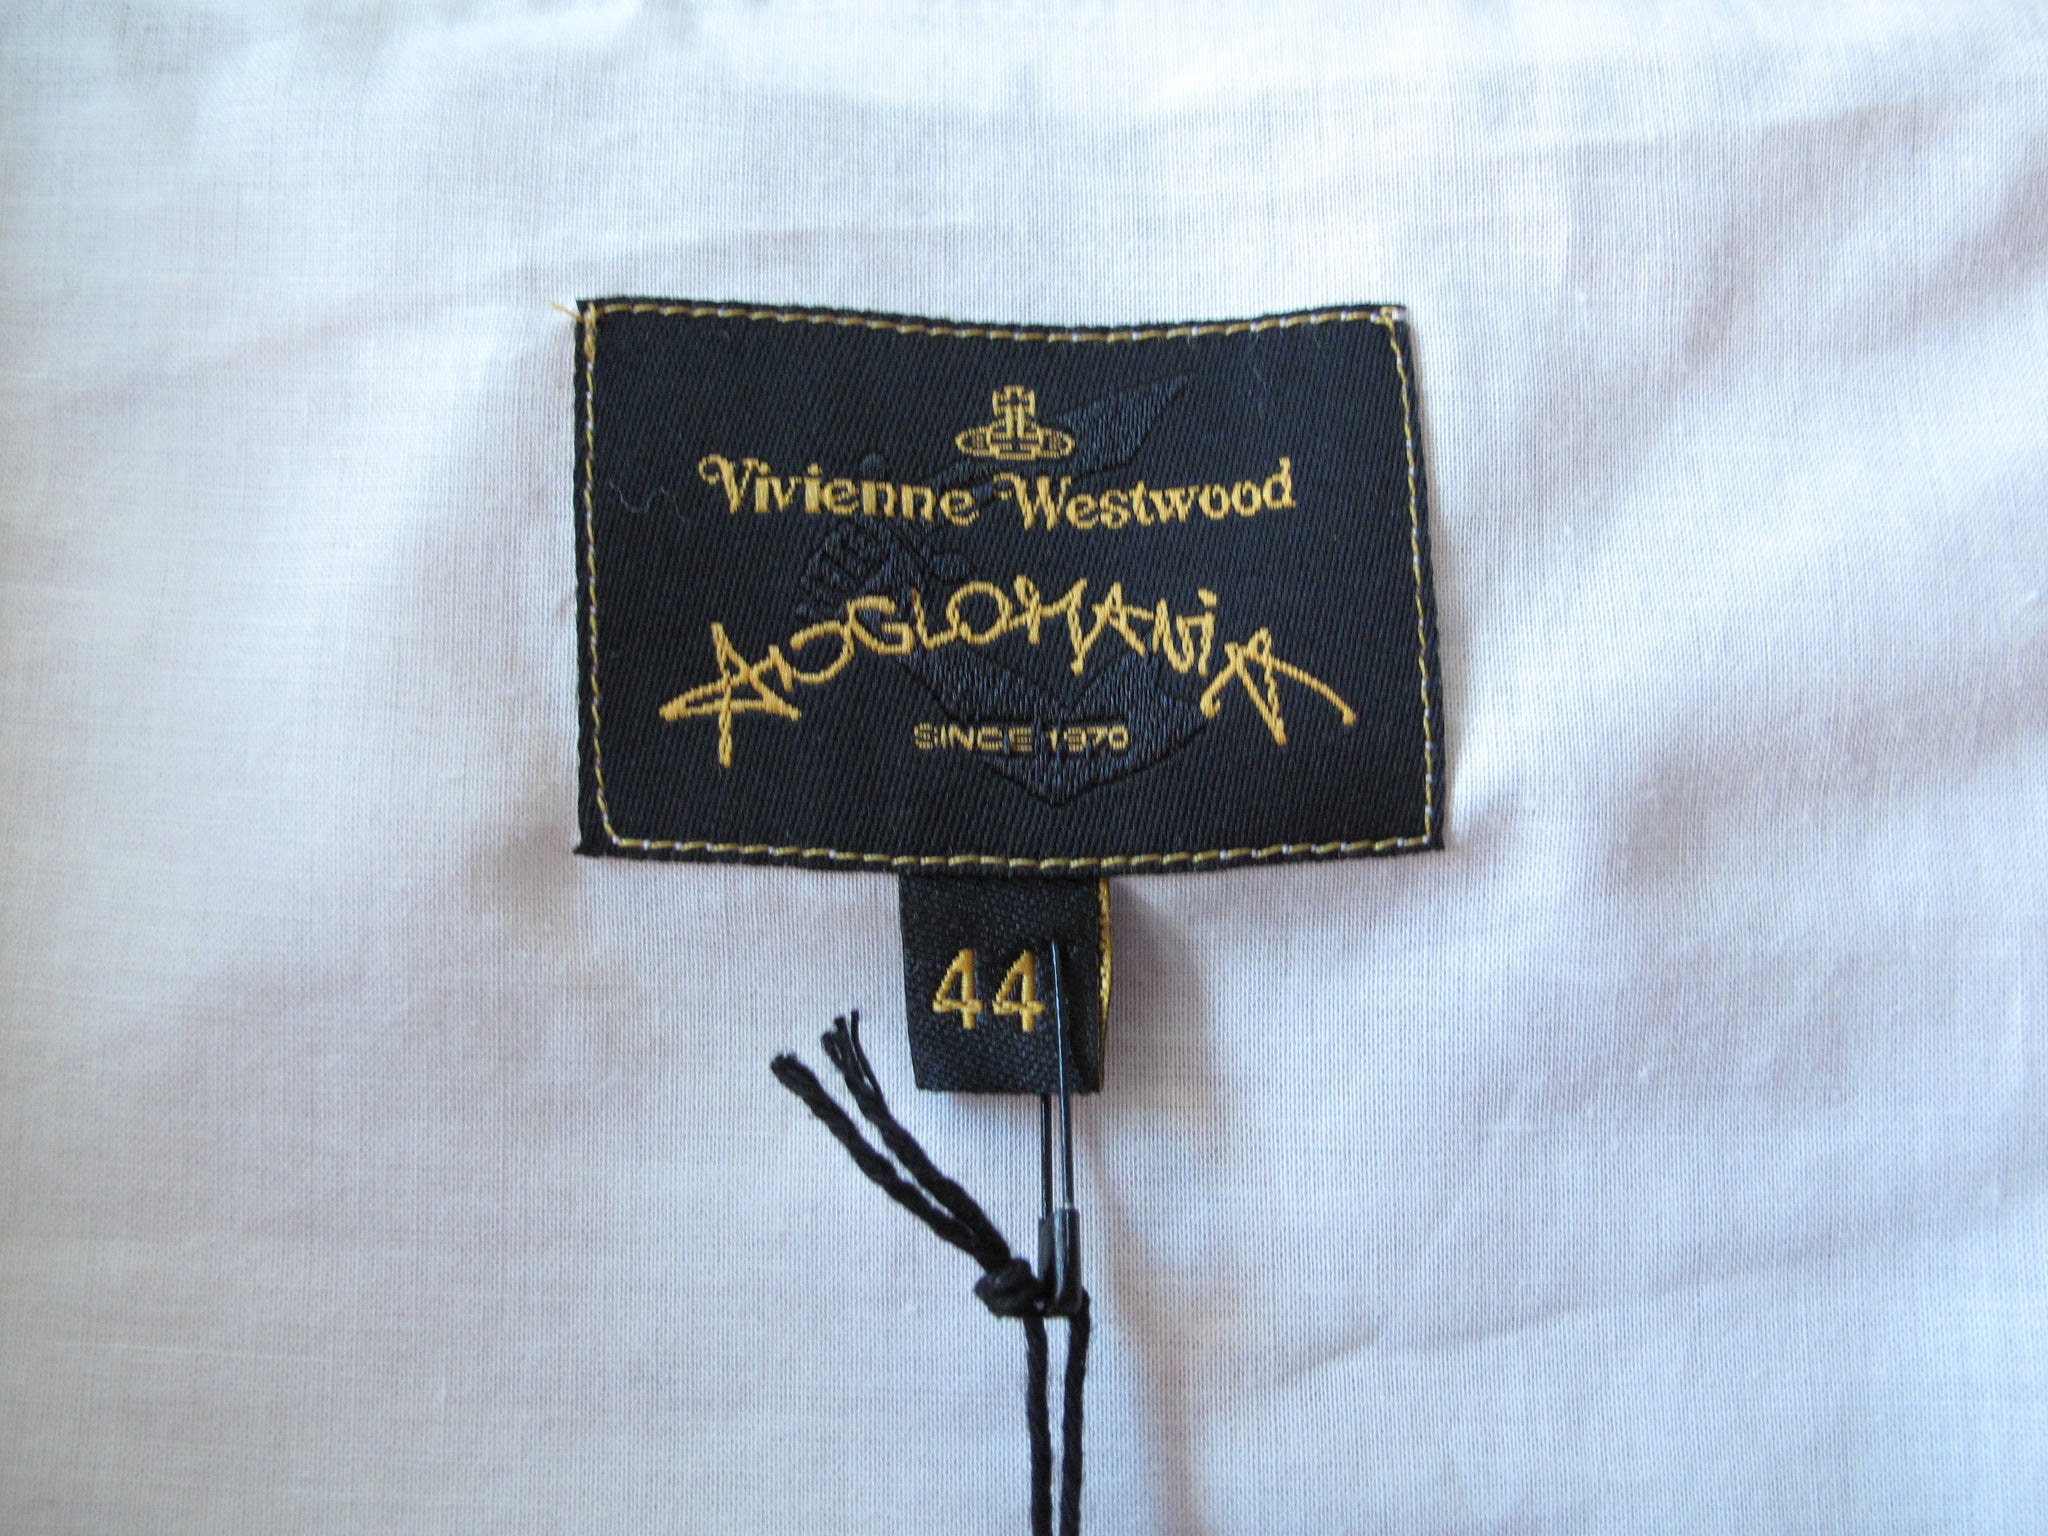 Vivienne Westwood
ANGLOMANiA
SINCE 1970
44